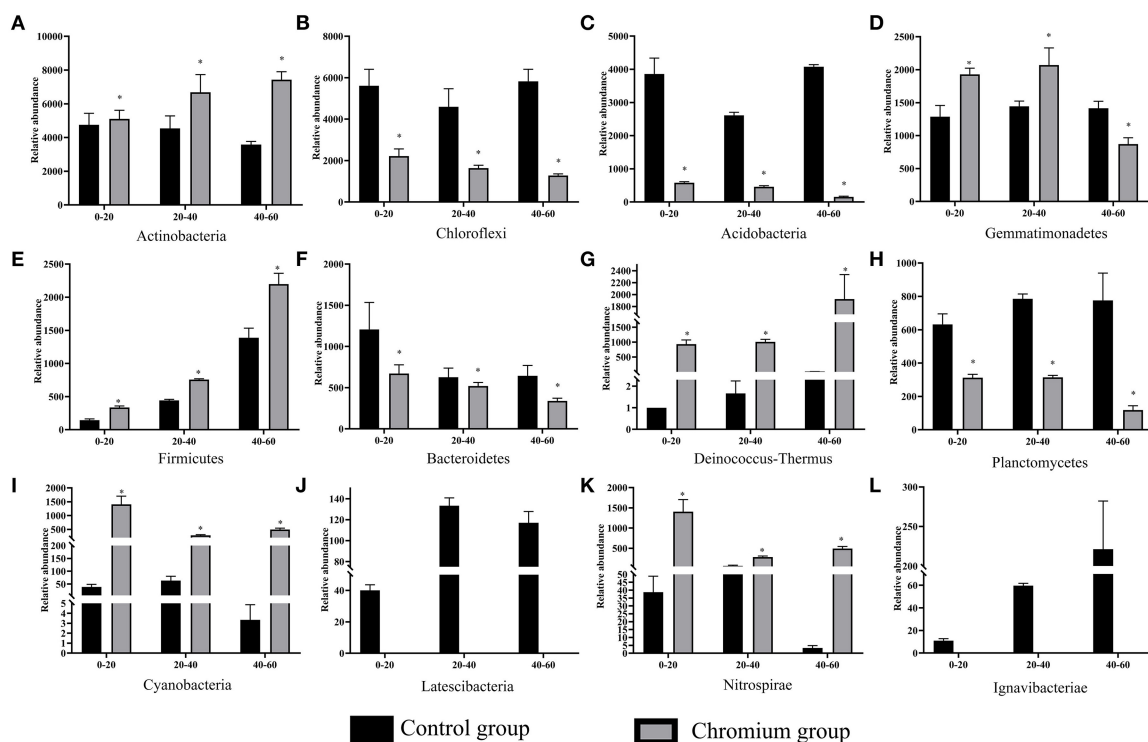 A
Relative abundance
10000
8000
6000
4000
2000
0
* * *
0-20 20-40 40-60
Actinobacteria
B
Relative abundance
8000
6000
4000
2000
0
* * *
0-20 20-40 40-60
Chloroflexi
C
Relative abundance
5000
4000
3000
2000
1000
0
* * *
0-20 20-40 40-60
Acidobacteria
D
Relative abundance
2500
2000
1500
1000
500
0
* * *
0-20 20-40 40-60
Gemmatimonadetes
E
Relative abundance
2500
2000
1500
1000
500
0
* * *
0-20 20-40 40-60
Firmicutes
F
Relative abundance
2000
1500
1000
500
0
* * *
0-20 20-40 40-60
Bacteroidetes
G
Relative abundance
2400
2200
2000
1800
1500
1000
500
2
1
0
* * *
0-20 20-40 40-60
Deinococcus-Thermus
H
Relative abundance
1000
800
600
400
200
0
* * *
0-20 20-40 40-60
Planctomycetes
I
Relative abundance
2000
1500
1000
500
200
150
100
50
5
4
3
2
1
0
* * *
0-20 20-40 40-60
Cyanobacteria
J
Relative abundance
140
120
100
80
60
40
20
0
0-20 20-40 40-60
Latescibacteria
K
Relative abundance
2000
1500
1000
500
50
45
40
35
30
25
20
15
10
5
0
* * *
0-20 20-40 40-60
Nitrospirae
L
Relative abundance
300
250
200
60
40
20
0
0-20 20-40 40-60
Ignavibacteriae
Control group Chromium group